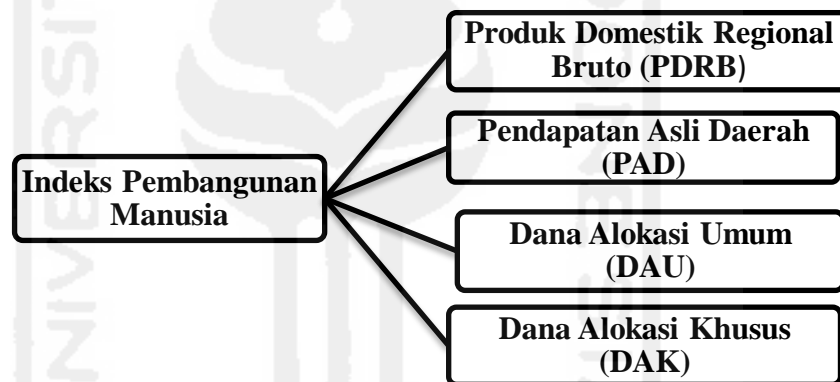 Produk Domestik Regional
Bruto (PDRB)
Pendapatan Asli Daerah
(PAD)
Indeks Pembangunan
Manusia
Dana Alokasi Umum
(DAU)
Dana Alokasi Khusus
(DAK)